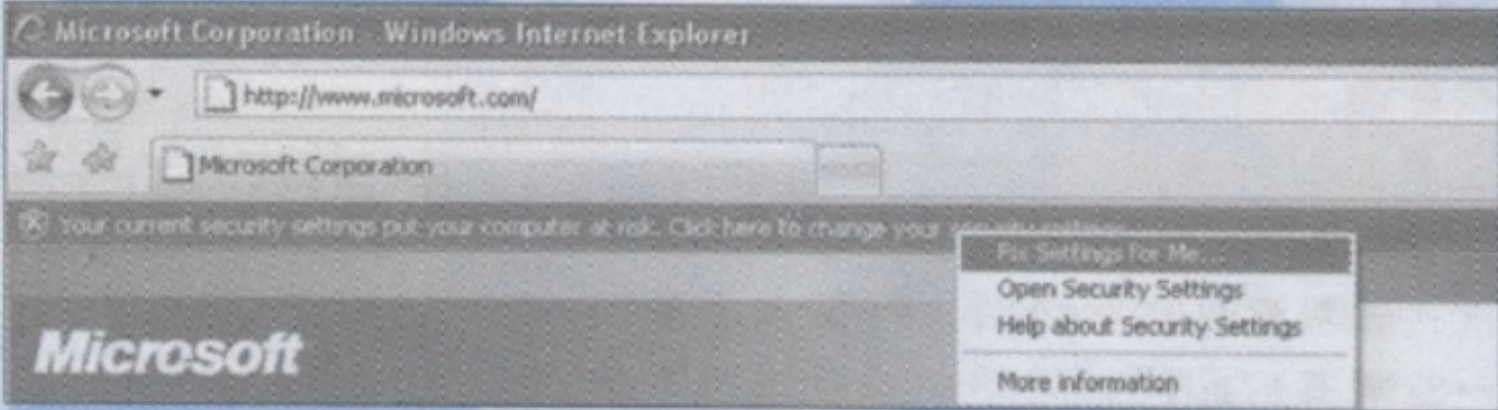 Microsoft Corporation - Windows Internet Explorer
http://www.microsoft.com/
Microsoft Corporation
Your current security settings put your computer at risk. Click here to change your security settings...
Fix Settings for Me...
Open Security Settings
Help about Security Settings
More information
Microsoft